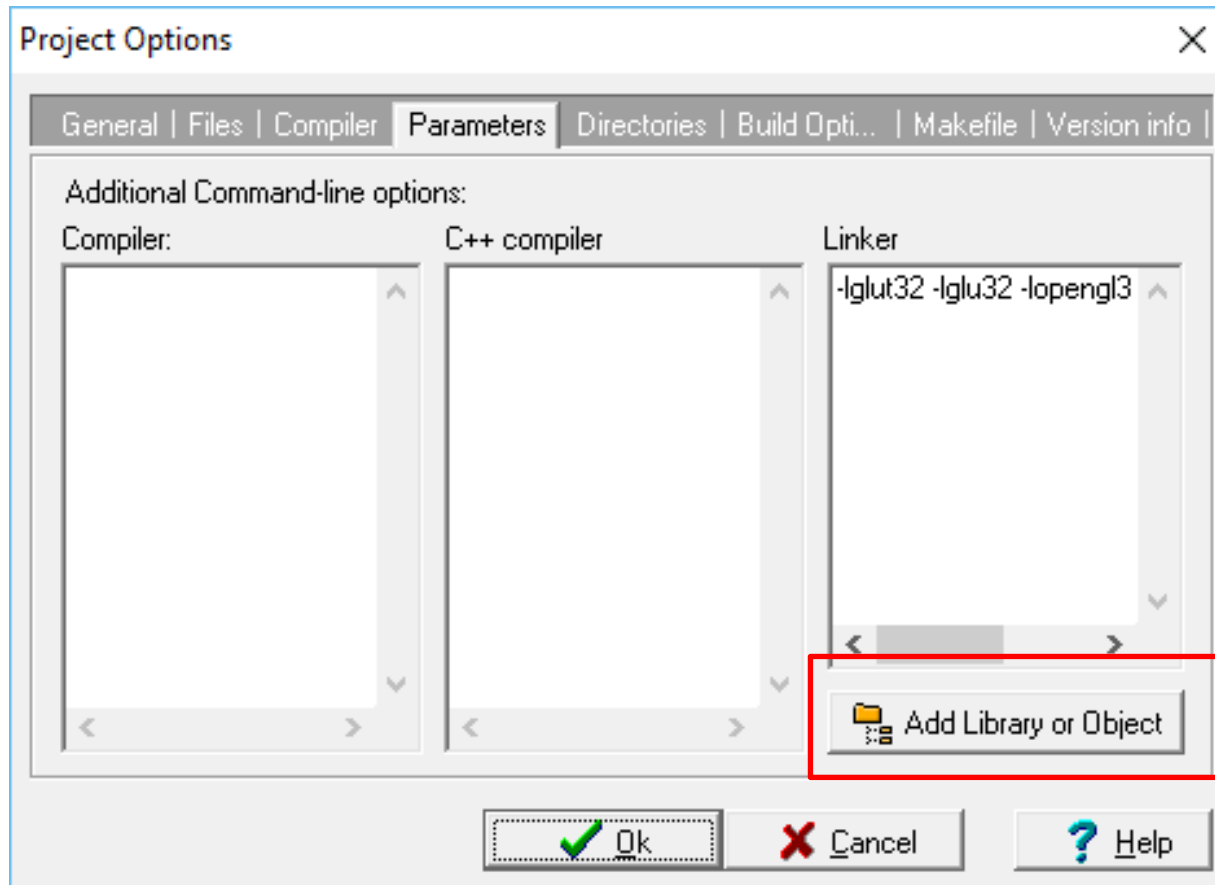 Project Options
General | Files | Compiler Parameters Directories | Build Opti... | Makefile | Version info |
Additional Command-line options:
Compiler: C++ compiler Linker
-lglut32 -lglu32 -lopengl3
Add Library or Object
Ok Cancel Help